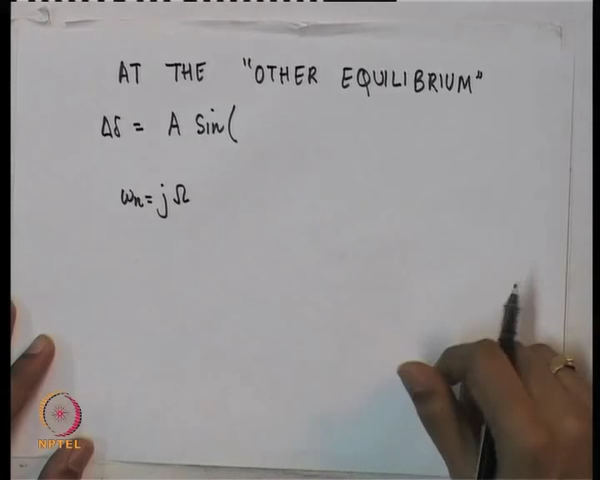 AT THE "OTHER EQUILIBRIUM"
Δδ = A Sin(
ωn = jΩ
NPTEL